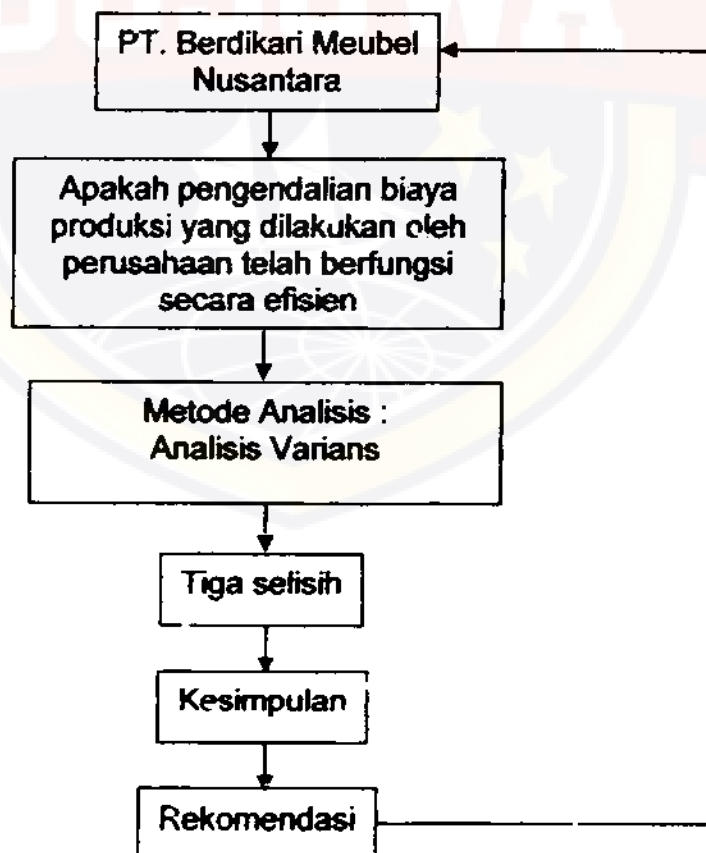 PT. Berdikari Meubel
Nusantara
Apakah pengendalian biaya
produksi yang dilakukan oleh
perusahaan telah berfungsi
secara efisien
Metode Analisis :
Analisis Varians
Tiga selisih
Kesimpulan
Rekomendasi